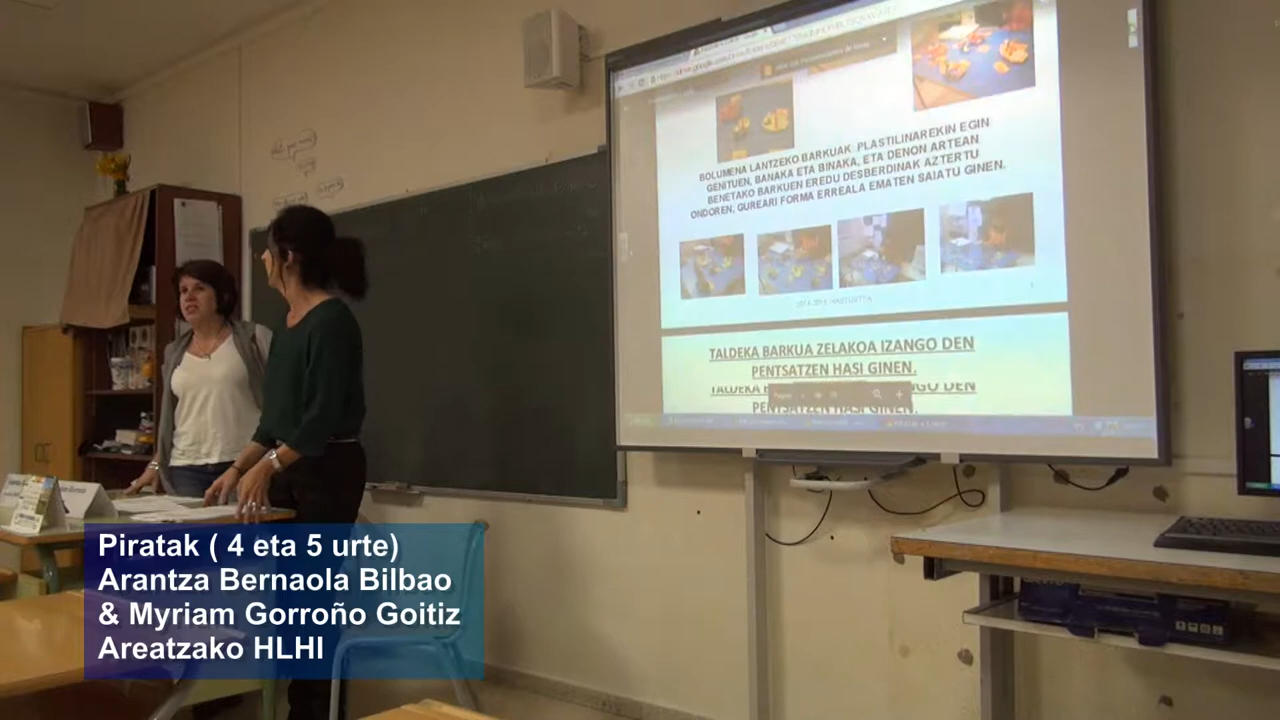 BOLUMENA LANTZEKO BARKUAK PLASTILINAREKIN EGIN
GENITUEN, BANAKA ETA BINAKA, ETA DENON ARTEAN
BENETAKO BARKUEN EREDU DESBERDINAK AZTERTU
ONDOREN, GUREARI FORMA ERREALA EMATEN SAIATU GINEN.
TALDEKA BARKUA ZELAKOA IZANGO DEN
PENTSATZEN HASI GINEN.
Piratak ( 4 eta 5 urte)
Arantza Bernaola Bilbao
& Myriam Gorroño Goitiz
Areatzako HLHI